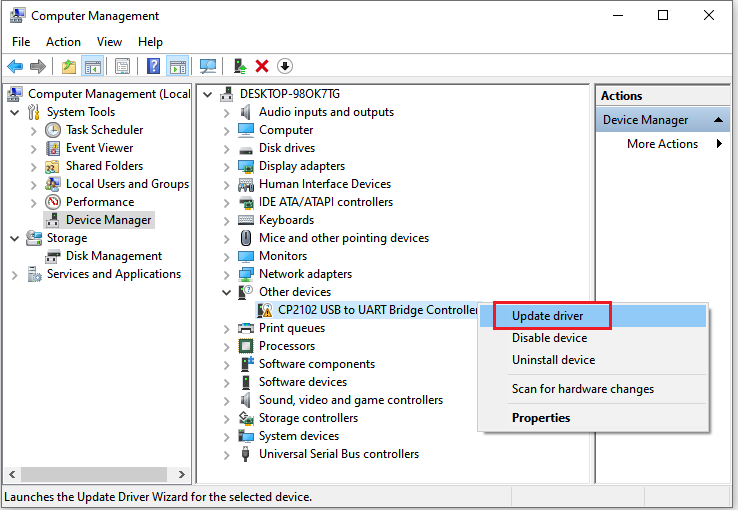 Computer Management
File Action View Help
Computer Management (Local
System Tools
Task Scheduler
Event Viewer
Shared Folders
Local Users and Groups
Performance
Device Manager
Storage
Disk Management
Services and Applications
DESKTOP-98OK7TG
Audio inputs and outputs
Computer
Disk drives
Display adapters
Human Interface Devices
IDE ATA/ATAPI controllers
Keyboards
Mice and other pointing devices
Monitors
Network adapters
Other devices
CP2102 USB to UART Bridge Controller
Print queues
Processors
Software components
Software devices
Sound, video and game controllers
Storage controllers
System devices
Universal Serial Bus controllers
Update driver
Disable device
Uninstall device
Scan for hardware changes
Properties
Actions
Device Manager
More Actions
Launches the Update Driver Wizard for the selected device.